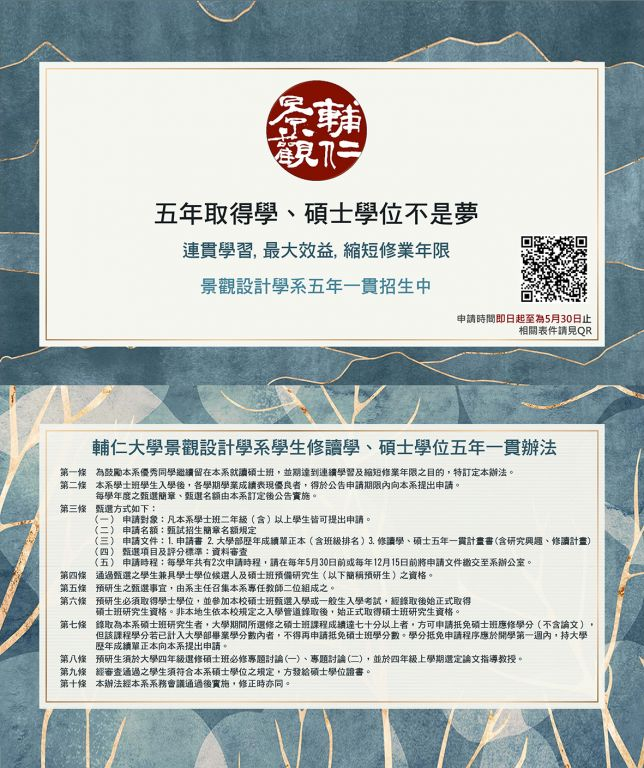 輔仁
景觀
五年取得學、碩士學位不是夢
連貫學習, 最大效益, 縮短修業年限
景觀設計學系五年一貫招生中
申請時間即日起至為5月30日止
相關表件請見QR
輔仁大學景觀設計學系學生修讀學、碩士學位五年一貫辦法
第一條 為鼓勵本系優秀同學繼續留在本系就讀碩士班，並期達到連續學習及縮短修業年限之目的，特訂定本辦法。
第二條 本系學士班學生入學後，各學期學業成績表現優良者，得於公告申請期限內向本系提出申請。
每學年度之甄選簡章、甄選名額由本系訂定後公告實施。
第三條 甄選方式如下：
（一） 申請對象：凡本系學士班二年級（含）以上學生皆可提出申請。
（二） 申請名額：甄試招生簡章名額規定
（三） 申請文件：1. 申請書 2. 大學部歷年成績單正本（含班級排名）3. 修讀學、碩士五年一貫計畫書(含研究興趣、修讀計畫)
（四） 甄選項目及評分標準：資料審查
（五） 申請時程：每學年共有2次申請時程，請在每年5月30日前或每年12月15日前將申請文件繳交至系辦公室。
第四條 通過甄選之學生兼具學士學位候選人及碩士班預備研究生（以下簡稱預研生）之資格。
第五條 預研生之甄選事宜，由系主任召集本系專任教師二位組成之。
第六條 預研生必須取得學士學位，並參加本校碩士班甄選入學或一般生入學考試，經錄取後始正式取得
碩士班研究生資格。非本地生依本校規定之入學管道錄取後，始正式取得碩士班研究生資格。
第七條 錄取為本系碩士班研究生者，大學期間所選修之碩士班課程成績達七十分以上者，方可申請抵免碩士班應修學分（不含論文），
但該課程學分若已計入大學部畢業學分數內者，不得再申請抵免碩士班學分數。學分抵免申請程序應於開學第一週內，持大學
歷年成績單正本向本系提出申請。
第八條 預研生須於大學四年級選修碩士班必修專題討論(一)、專題討論(二)，並於四年級上學期選定論文指導教授。
第九條 經審查通過之學生須符合本系碩士學位之規定，方發給碩士學位證書。
第十條 本辦法經本系系務會議通過後實施，修正時亦同。